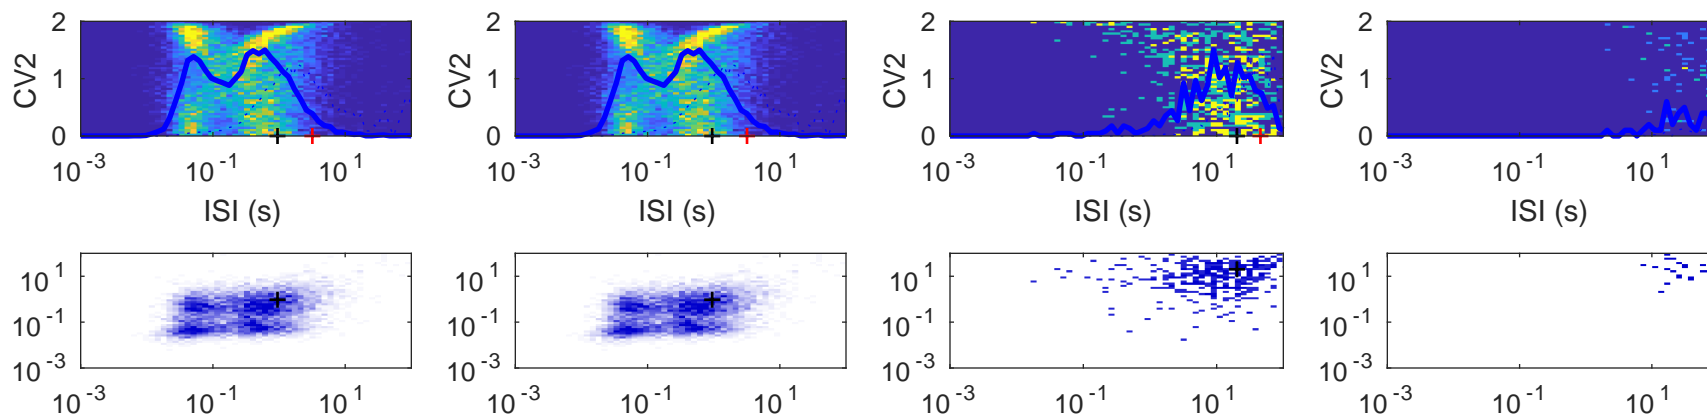 2 2 2 2
CV2 CV2 CV2 CV2
1 1 1 1
0 0 0 0
10^-3 10^-1 10^1 10^-3 10^-1 10^1 10^-3 10^-1 10^1 10^-3 10^-1 10^1
ISI (s) ISI (s) ISI (s) ISI (s)
10^1 10^1 10^1 10^1
10^-1 10^-1 10^-1 10^-1
10^-3 10^-3 10^-3 10^-3
10^-3 10^-1 10^1 10^-3 10^-1 10^1 10^-3 10^-1 10^1 10^-3 10^-1 10^1